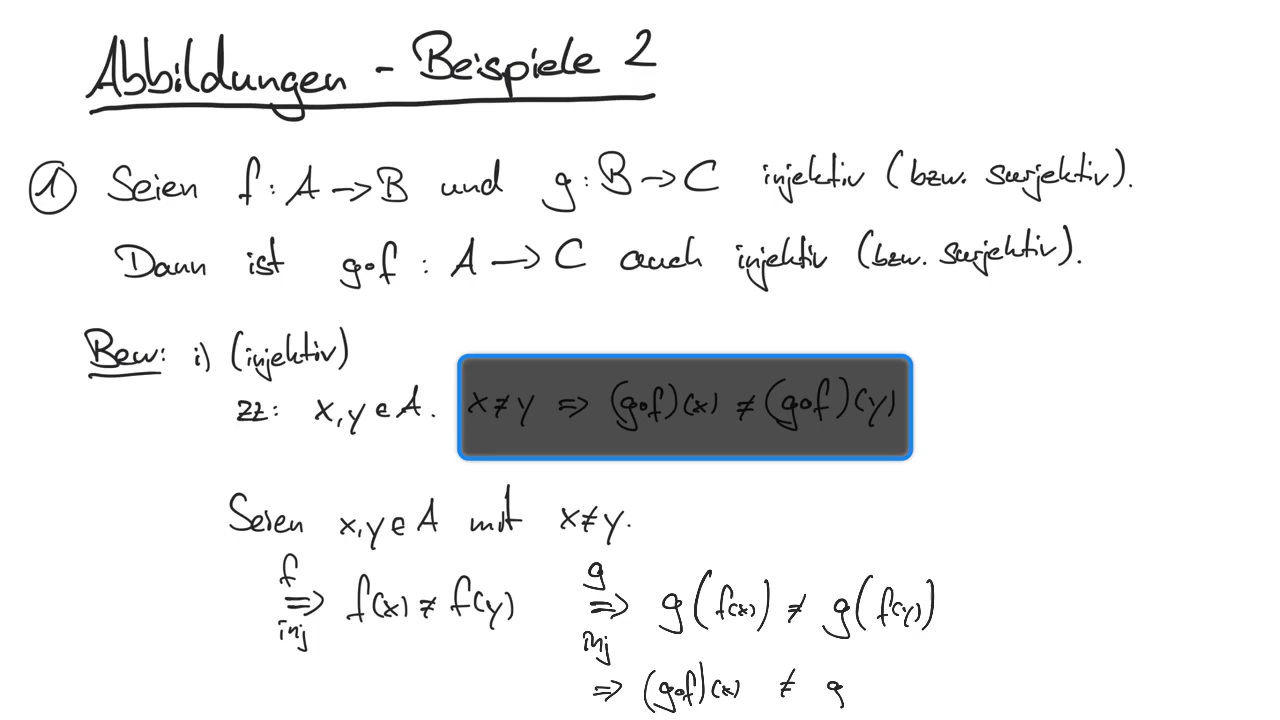 Abbildungen - Beispiele 2
① Seien f: A → B und g: B → C injektiv (bzw. surjektiv).
Dann ist g∘f : A → C auch injektiv (bzw. surjektiv).
Bew: i) (injektiv)
zz: x,y ∈ A. x≠y ⇒ (g∘f)(x) ≠ (g∘f)(y)
Seien x,y ∈ A mit x≠y.
f g
⇒ f(x) ≠ f(y) ⇒ g(f(x)) ≠ g(f(y))
inj inj
⇒ (g∘f)(x) ≠ g